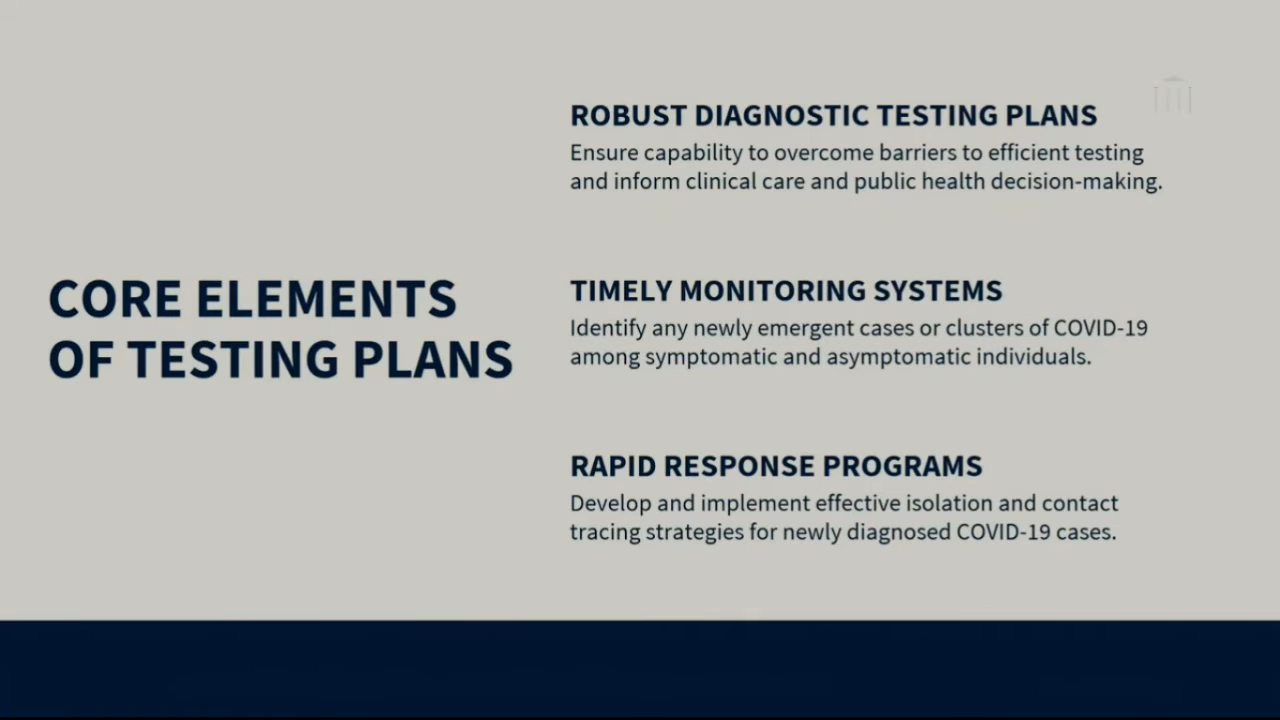 CORE ELEMENTS
OF TESTING PLANS
ROBUST DIAGNOSTIC TESTING PLANS
Ensure capability to overcome barriers to efficient testing
and inform clinical care and public health decision-making.
TIMELY MONITORING SYSTEMS
Identify any newly emergent cases or clusters of COVID-19
among symptomatic and asymptomatic individuals.
RAPID RESPONSE PROGRAMS
Develop and implement effective isolation and contact
tracing strategies for newly diagnosed COVID-19 cases.